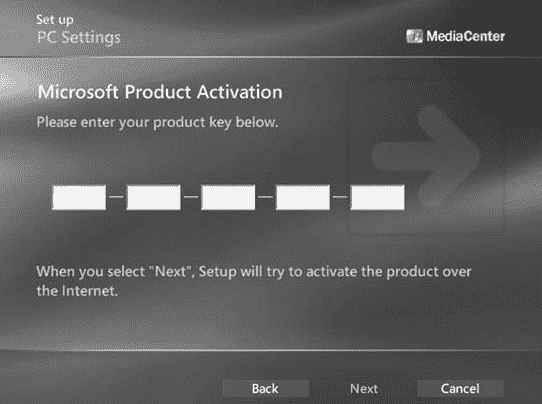 Set up
PC Settings
MediaCenter
Microsoft Product Activation
Please enter your product key below.
When you select "Next", Setup will try to activate the product over
the Internet.
Back
Next
Cancel